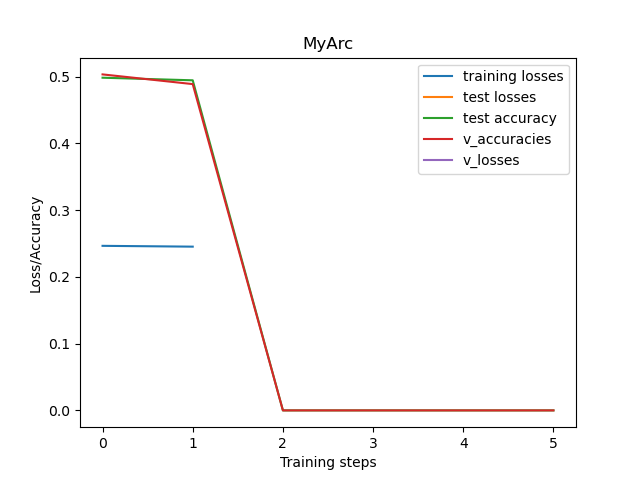 MyArc
training losses
test losses
test accuracy
v_accuracies
v_losses
Loss/Accuracy
0.5
0.4
0.3
0.2
0.1
0.0
0 1 2 3 4 5
Training steps